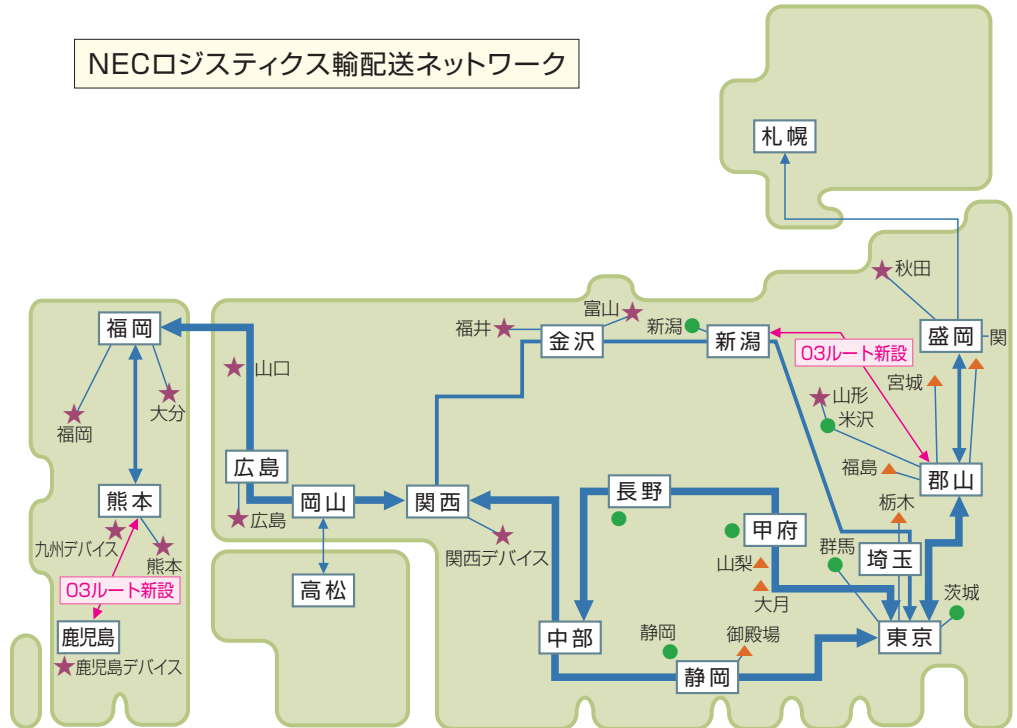 NECロジスティクス輸配送ネットワーク
札幌
秋田
盛岡
関
富山
福井
金沢
新潟
新潟
03ルート新設
宮城
山形
米沢
福島
郡山
福岡
山口
大分
福岡
広島
岡山
関西
長野
甲府
栃木
熊本
広島
九州デバイス
熊本
関西デバイス
山梨
群馬
埼玉
03ルート新設
高松
大月
茨城
鹿児島
中部
静岡
御殿場
東京
鹿児島デバイス
静岡